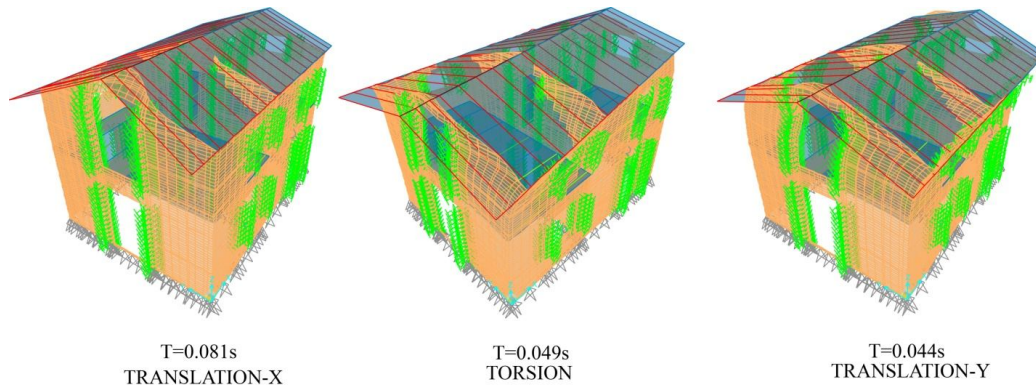 T=0.081s
TRANSLATION-X
T=0.049s
TORSION
T=0.044s
TRANSLATION-Y